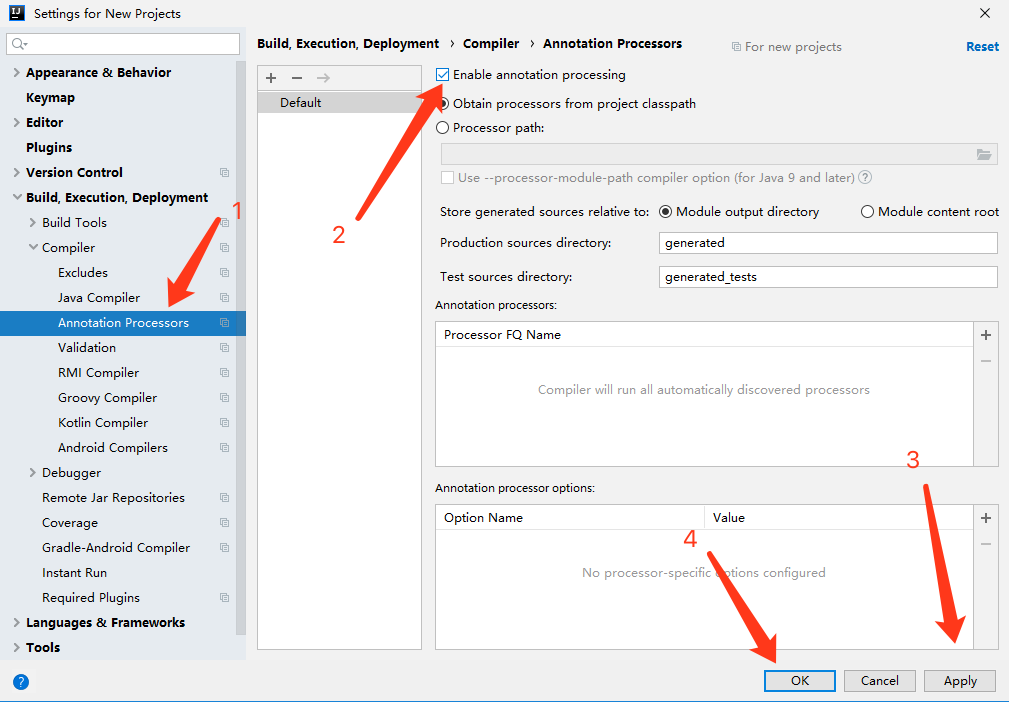 IJ Settings for New Projects
Build, Execution, Deployment › Compiler › Annotation Processors
For new projects
Reset
Appearance & Behavior
Keymap
Editor
Plugins
Version Control
Build, Execution, Deployment
Build Tools
Compiler
Excludes
Java Compiler
Annotation Processors
Validation
RMI Compiler
Groovy Compiler
Kotlin Compiler
Android Compilers
Debugger
Remote Jar Repositories
Coverage
Gradle-Android Compiler
Instant Run
Required Plugins
Languages & Frameworks
Tools
1
Default
2
Enable annotation processing
Obtain processors from project classpath
Processor path:
Use --processor-module-path compiler option (for Java 9 and later) ?
Store generated sources relative to: Module output directory Module content root
Production sources directory: generated
Test sources directory: generated_tests
Annotation processors:
Processor FQ Name
Compiler will run all automatically discovered processors
3
Annotation processor options:
Option Name Value
4
No processor-specific options configured
?
OK Cancel Apply